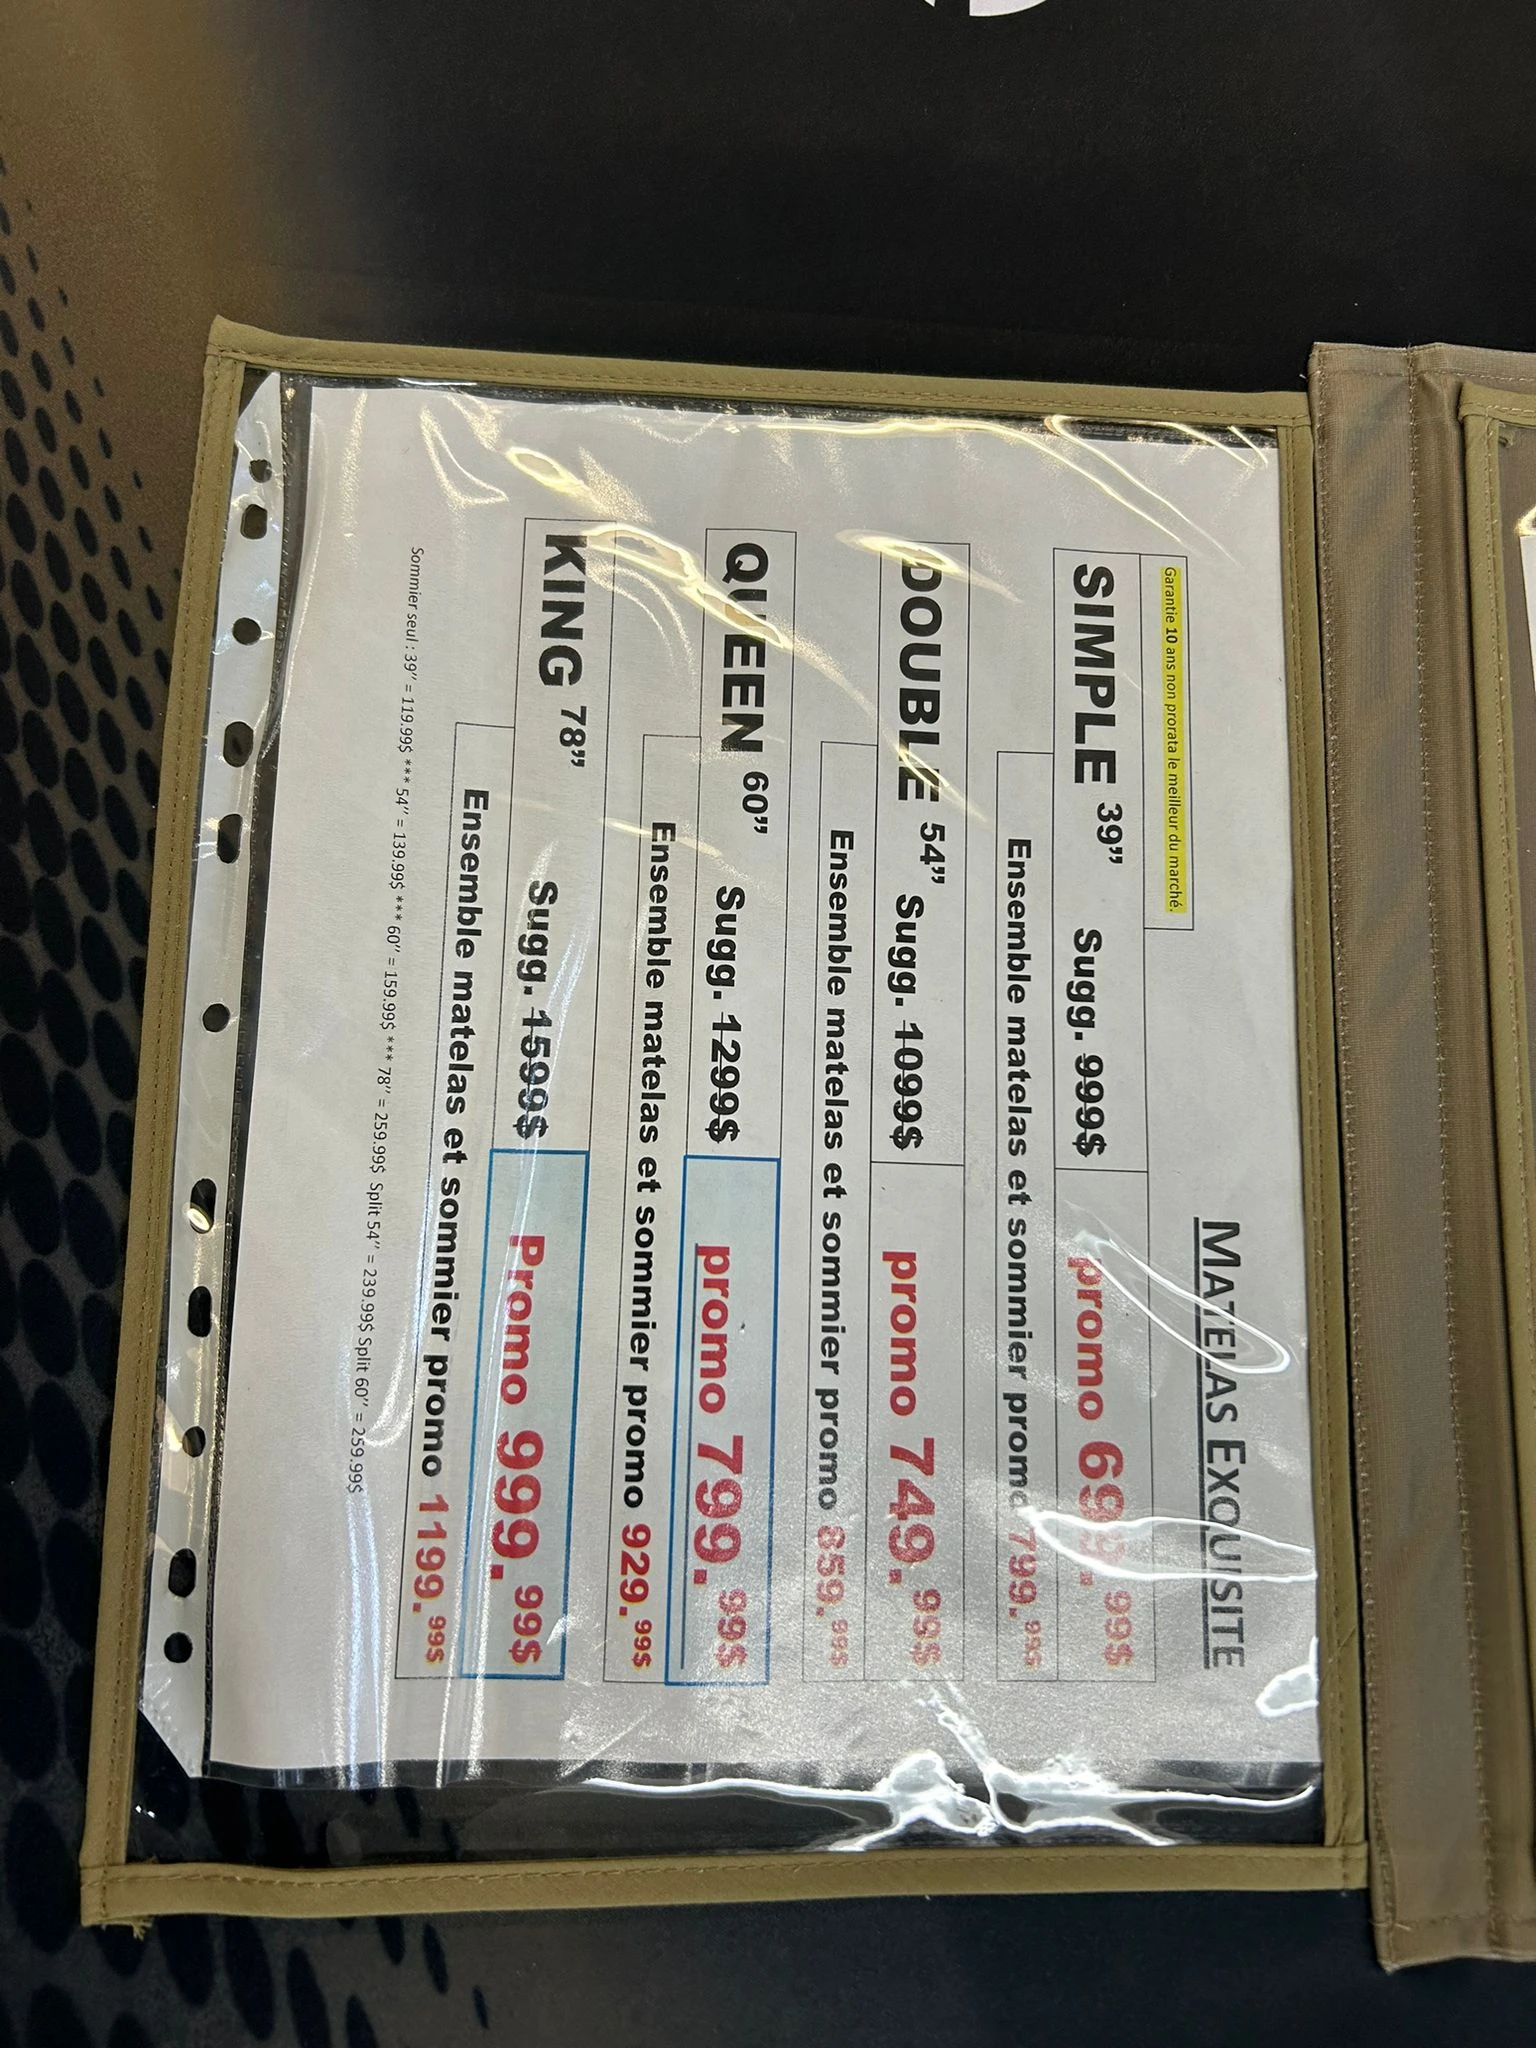 MATELAS EXQUISITE
Garantie 10 ans non prorata le meilleur du marché.
SIMPLE 39” Sugg. 999$ promo 699.99$
Ensemble matelas et sommier promo 799.99$
DOUBLE 54” Sugg. 1099$ promo 749.99$
Ensemble matelas et sommier promo 859.99$
QUEEN 60” Sugg. 1299$ promo 799.99$
Ensemble matelas et sommier promo 929.99$
KING 78” Sugg. 1599$ Promo 999.99$
Ensemble matelas et sommier promo 1199.99$
Sommier seul : 39’’ = 119.99$ *** 54’’ = 139.99$ *** 60’’ = 159.99$ *** 78’’ = 259.99$ Split 54’’ = 239.99$ Split 60’’ = 259.99$